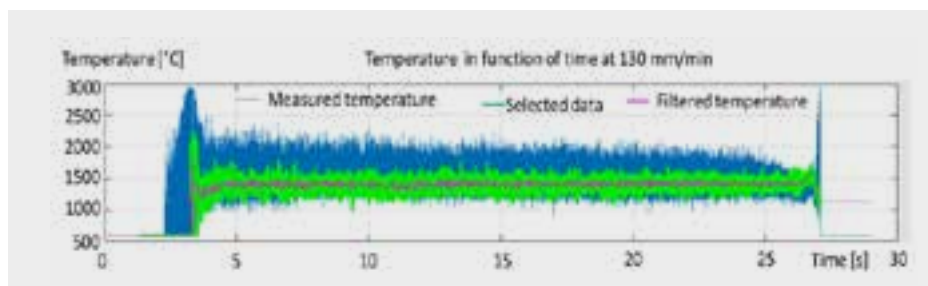 Temperature [°C]
Temperature in function of time at 130 mm/min
3000
Measured temperature
Selected data
Filtered temperature
2500
2000
1500
1000
500
0 5 10 15 20 25 Time [s] 30